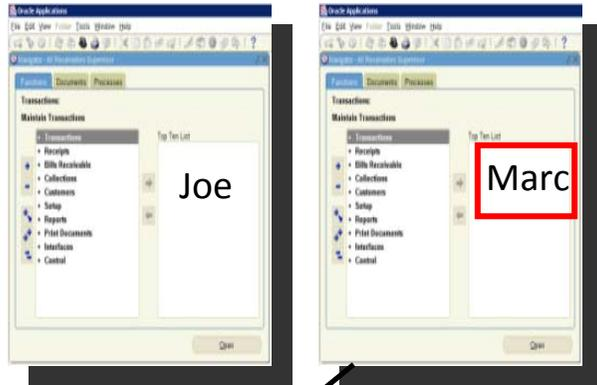 Oracle Applications
File Edit View Folder Tools Window Help
Navigator - AR Receivables Supervisor
Functions Documents Processes
Transactions:
Maintain Transactions
Transactions
Receipts
Bills Receivable
Collections
Customers
Setup
Reports
Print Documents
Interfaces
Control
Top Ten List
Joe
Open
Oracle Applications
File Edit View Folder Tools Window Help
Navigator - AR Receivables Supervisor
Functions Documents Processes
Transactions:
Maintain Transactions
Transactions
Receipts
Bills Receivable
Collections
Customers
Setup
Reports
Print Documents
Interfaces
Control
Top Ten List
Marc
Open